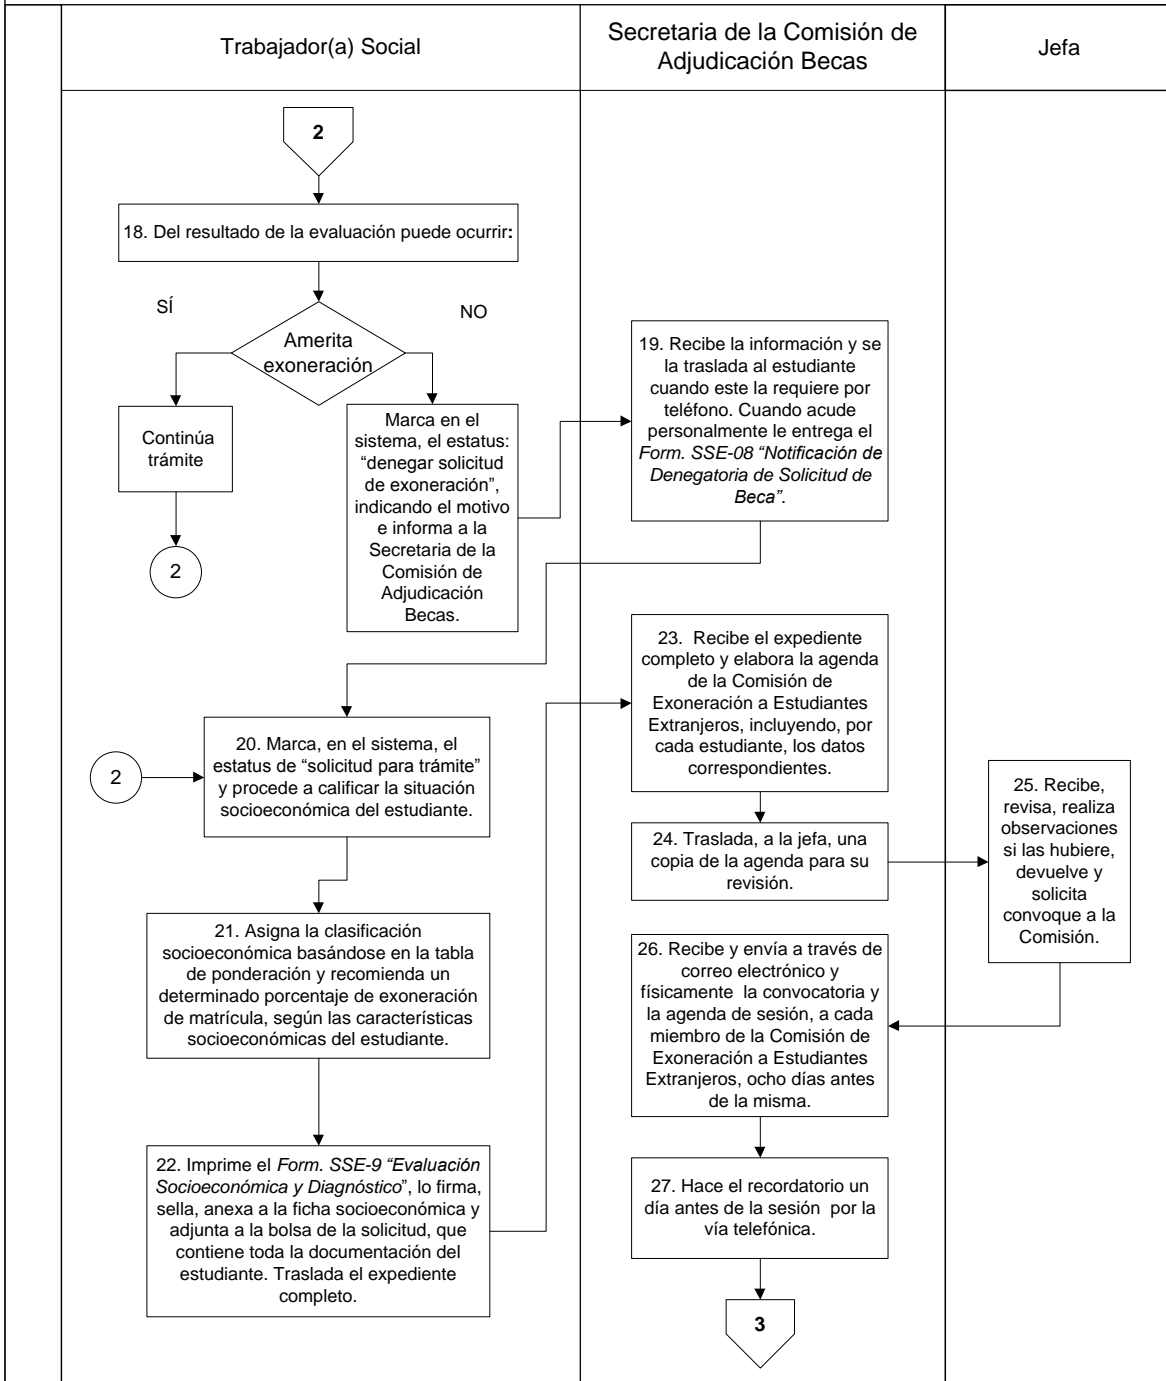 Trabajador(a) Social
Secretaria de la Comisión de
Adjudicación Becas
Jefa
2
18. Del resultado de la evaluación puede ocurrir:
SÍ
NO
Amerita
exoneración
Continúa
trámite
2
Marca en el
sistema, el estatus:
“denegar solicitud
de exoneración”,
indicando el motivo
e informa a la
Secretaria de la
Comisión de
Adjudicación
Becas.
19. Recibe la información y se
la traslada al estudiante
cuando este la requiere por
teléfono. Cuando acude
personalmente le entrega el
Form. SSE-08 “Notificación de
Denegatoria de Solicitud de
Beca”.
2
20. Marca, en el sistema, el
estatus de “solicitud para trámite”
y procede a calificar la situación
socioeconómica del estudiante.
21. Asigna la clasificación
socioeconómica basándose en la tabla
de ponderación y recomienda un
determinado porcentaje de exoneración
de matrícula, según las características
socioeconómicas del estudiante.
22. Imprime el Form. SSE-9 “Evaluación
Socioeconómica y Diagnóstico”, lo firma,
sella, anexa a la ficha socioeconómica y
adjunta a la bolsa de la solicitud, que
contiene toda la documentación del
estudiante. Traslada el expediente
completo.
23. Recibe el expediente
completo y elabora la agenda
de la Comisión de
Exoneración a Estudiantes
Extranjeros, incluyendo, por
cada estudiante, los datos
correspondientes.
24. Traslada, a la jefa, una
copia de la agenda para su
revisión.
25. Recibe,
revisa, realiza
observaciones
si las hubiere,
devuelve y
solicita
convoque a la
Comisión.
26. Recibe y envía a través de
correo electrónico y
físicamente la convocatoria y
la agenda de sesión, a cada
miembro de la Comisión de
Exoneración a Estudiantes
Extranjeros, ocho días antes
de la misma.
27. Hace el recordatorio un
día antes de la sesión por la
vía telefónica.
3